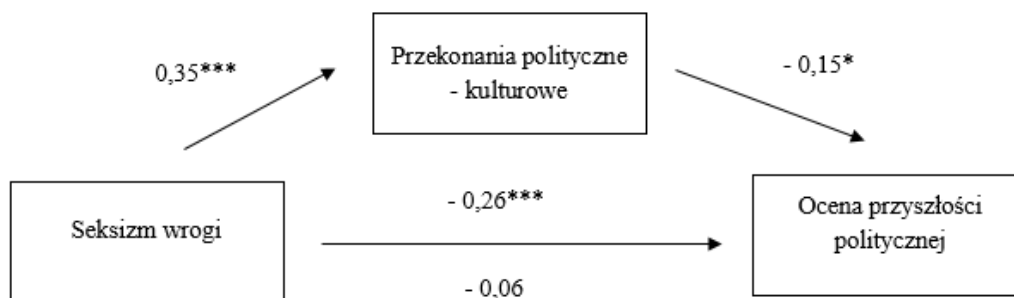 Przekonania polityczne
- kulturowe
0,35***
- 0,15*
Seksizm wrogi
- 0,26***
- 0,06
Ocena przyszłości
politycznej